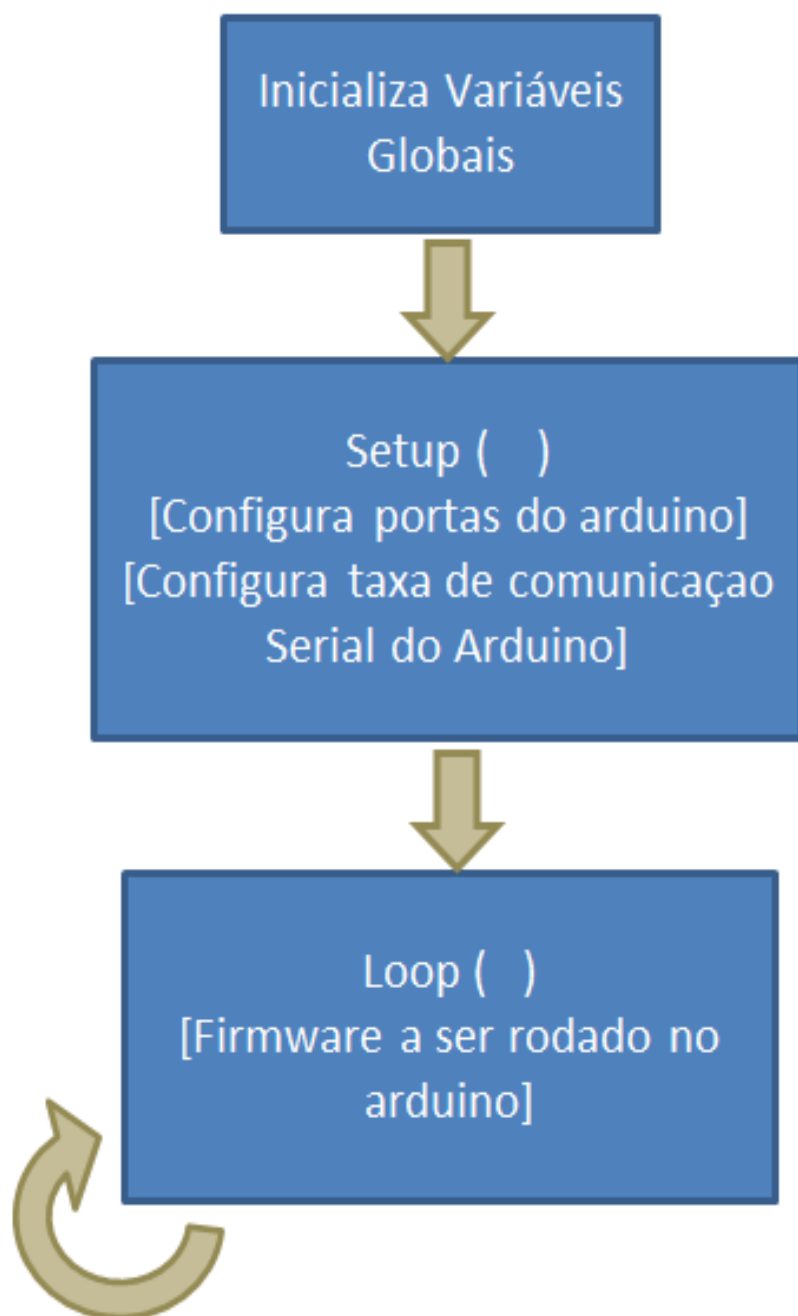 Inicializa Variáveis
Globais
Setup ( )
[Configura portas do arduino]
[Configura taxa de comunicaçao
Serial do Arduino]
Loop ( )
[Firmware a ser rodado no
arduino]